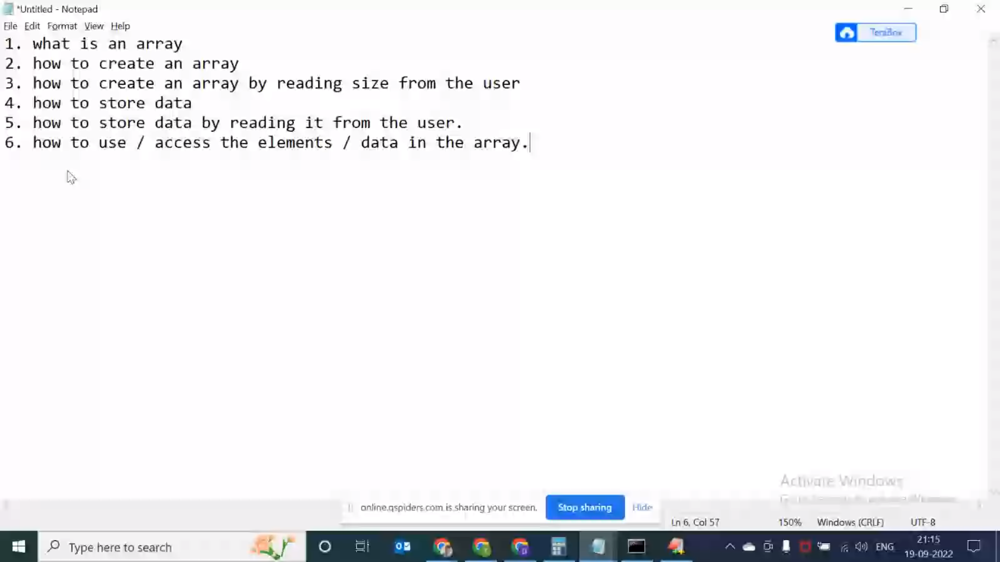 *Untitled - Notepad
File Edit Format View Help
TeraBox
1. what is an array
2. how to create an array
3. how to create an array by reading size from the user
4. how to store data
5. how to store data by reading it from the user.
6. how to use / access the elements / data in the array.
Activate Windows
online.qspiders.com is sharing your screen. Stop sharing Hide
Ln 6, Col 57 150% Windows (CRLF) UTF-8
Type here to search
ENG
21:15
19-09-2022